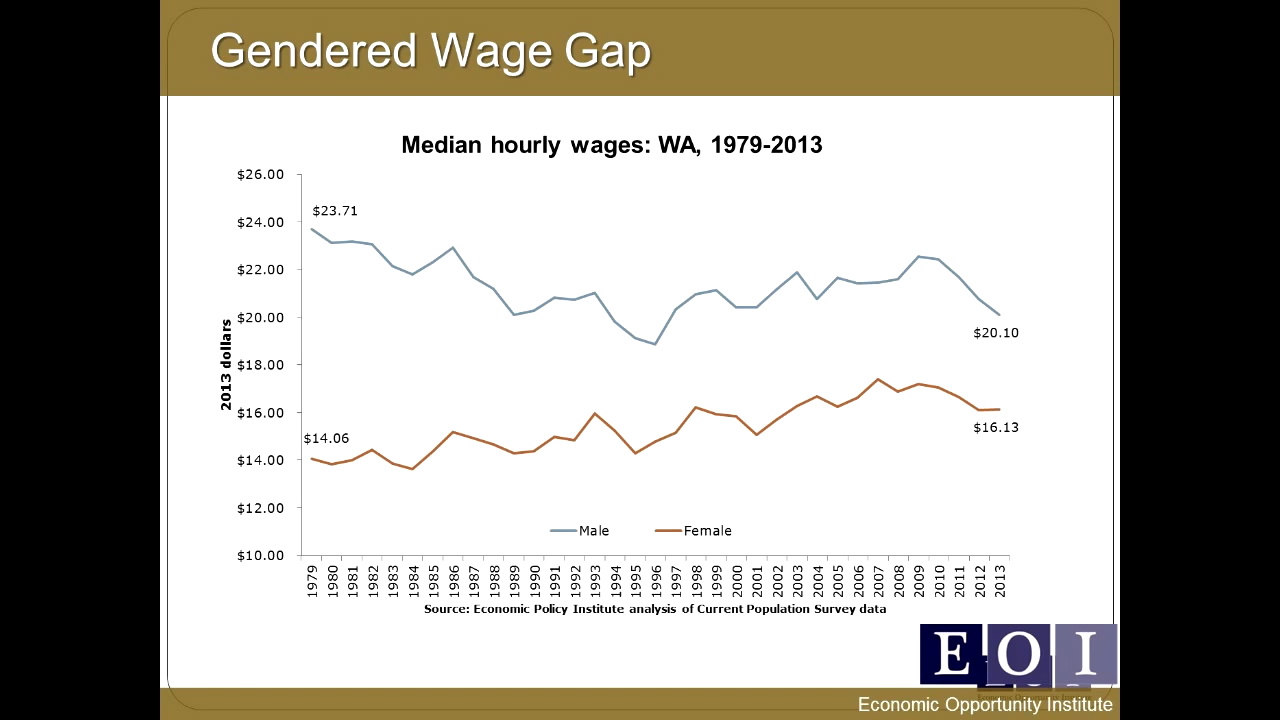 Gendered Wage Gap
Median hourly wages: WA, 1979-2013
$26.00
$24.00
$22.00
$20.00
$18.00
$16.00
$14.00
$12.00
$10.00
2013 dollars
$23.71
$20.10
$14.06
$16.13
Male Female
1979 1980 1981 1982 1983 1984 1985 1986 1987 1988 1989 1990 1991 1992 1993 1994 1995 1996 1997 1998 1999 2000 2001 2002 2003 2004 2005 2006 2007 2008 2009 2010 2011 2012 2013
Source: Economic Policy Institute analysis of Current Population Survey data
EOI
Economic Opportunity Institute